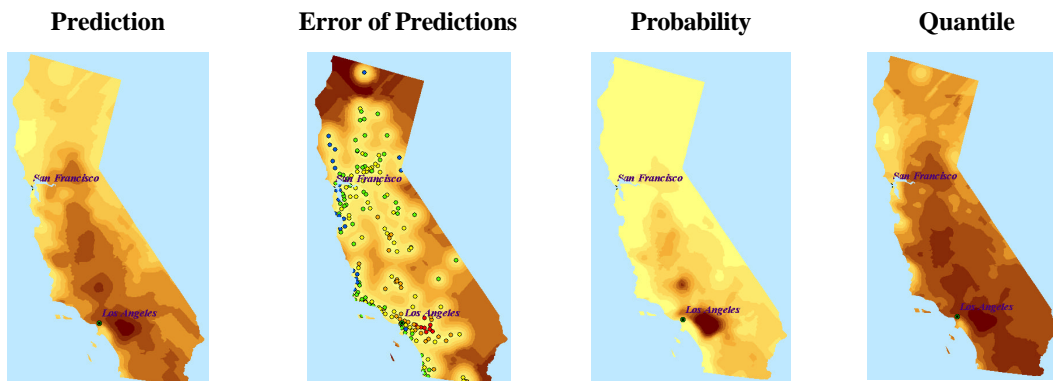 Prediction
Error of Predictions
Probability
Quantile
San Francisco
San Francisco
San Francisco
San Francisco
Los Angeles
Los Angeles
Los Angeles
Los Angeles